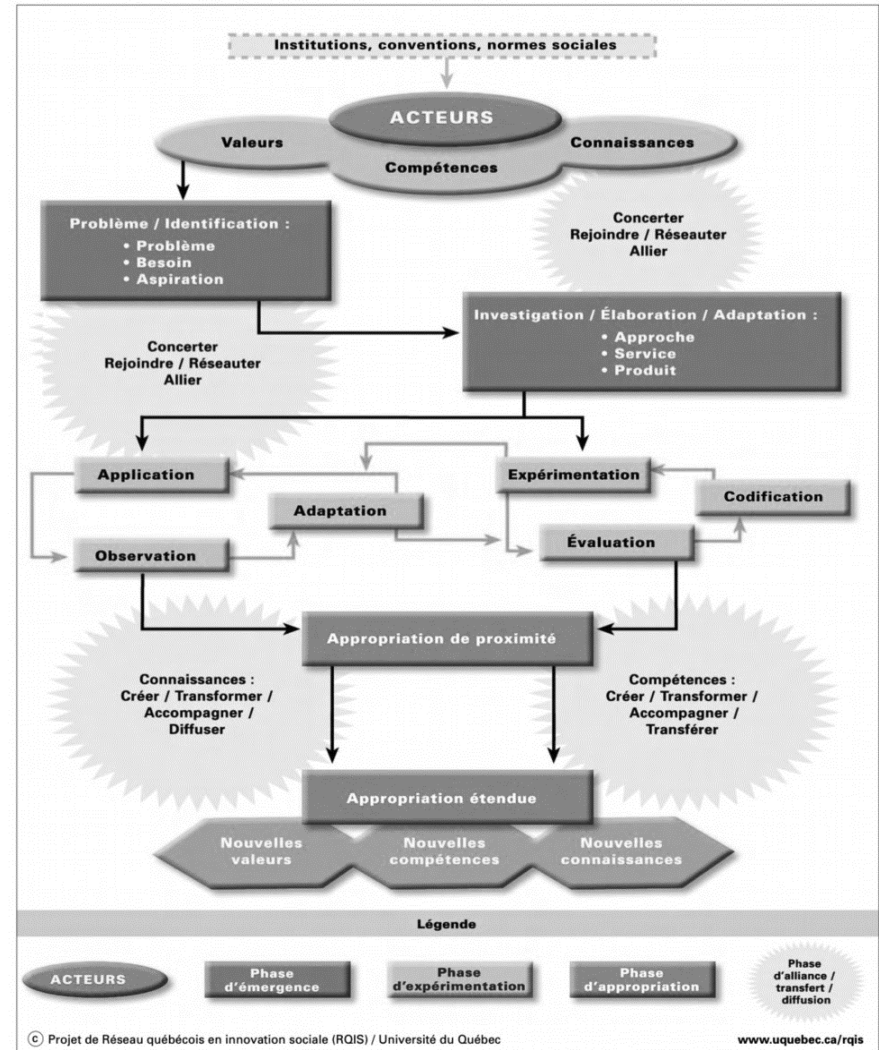 Institutions, conventions, normes sociales
ACTEURS
Valeurs
Connaissances
Compétences
Problème / Identification :
• Problème
• Besoin
• Aspiration
Concerter
Rejoindre / Réseauter
Allier
Investigation / Élaboration / Adaptation :
• Approche
• Service
• Produit
Concerter
Rejoindre / Réseauter
Allier
Application
Expérimentation
Codification
Adaptation
Observation
Évaluation
Appropriation de proximité
Connaissances :
Créer / Transformer /
Accompagner /
Diffuser
Compétences :
Créer / Transformer /
Accompagner /
Transférer
Appropriation étendue
Nouvelles
valeurs
Nouvelles
compétences
Nouvelles
connaissances
Légende
ACTEURS
Phase
d'émergence
Phase
d'expérimentation
Phase
d'appropriation
Phase
d'alliance /
transfert /
diffusion
© Projet de Réseau québécois en innovation sociale (RQIS) / Université du Québec
www.uquebec.ca/rqis